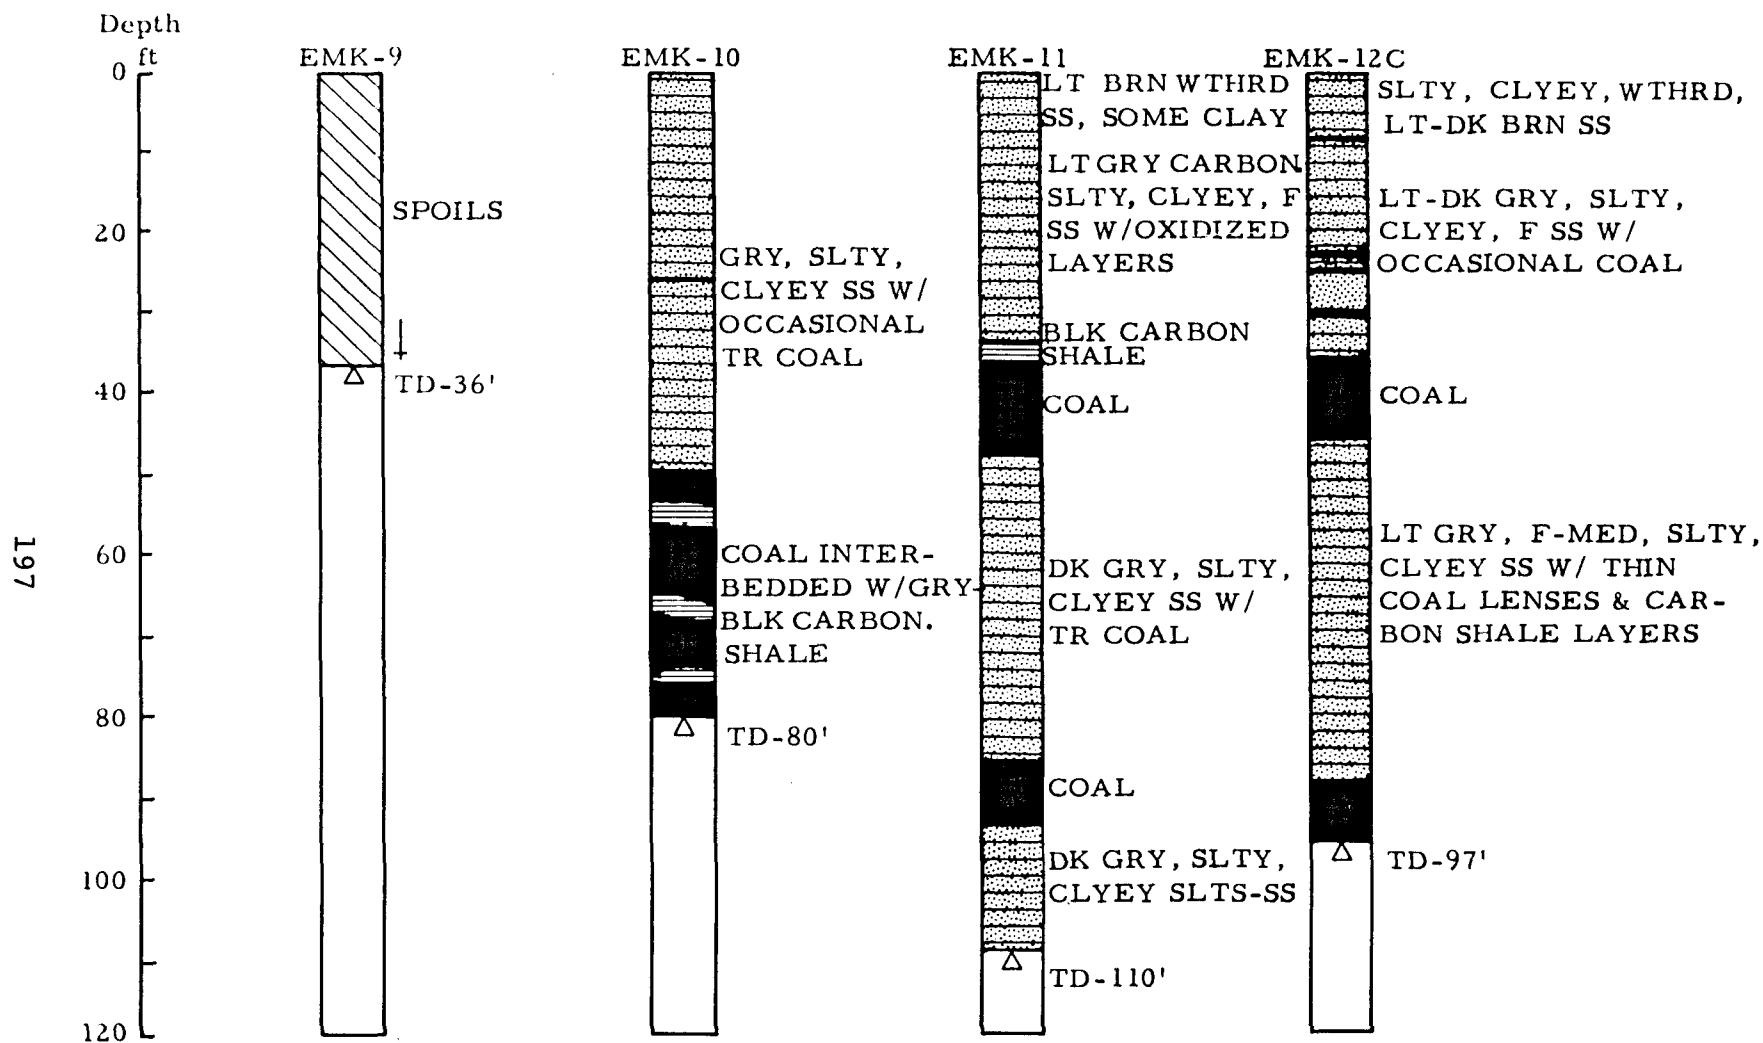 Depth
ft
0
20
40
60
80
100
120
EMK-9
SPOILS
TD-36'
EMK-10
GRY, SLTY,
CLYEY SS W/
OCCASIONAL
TR COAL
COAL INTER-
BEDDED W/GRY-
BLK CARBON.
SHALE
TD-80'
EMK-11
LT BRN WTHRD
SS, SOME CLAY
LT GRY CARBON.
SLTY, CLYEY, F
SS W/OXIDIZED
LAYERS
BLK CARBON
SHALE
COAL
DK GRY, SLTY,
CLYEY SS W/
TR COAL
COAL
DK GRY, SLTY,
CLYEY SLTS-SS
TD-110'
EMK-12C
SLTY, CLYEY, WTHRD,
LT-DK BRN SS
LT-DK GRY, SLTY,
CLYEY, F SS W/
OCCASIONAL COAL
COAL
LT GRY, F-MED, SLTY,
CLYEY SS W/ THIN
COAL LENSES & CAR-
BON SHALE LAYERS
TD-97'
197